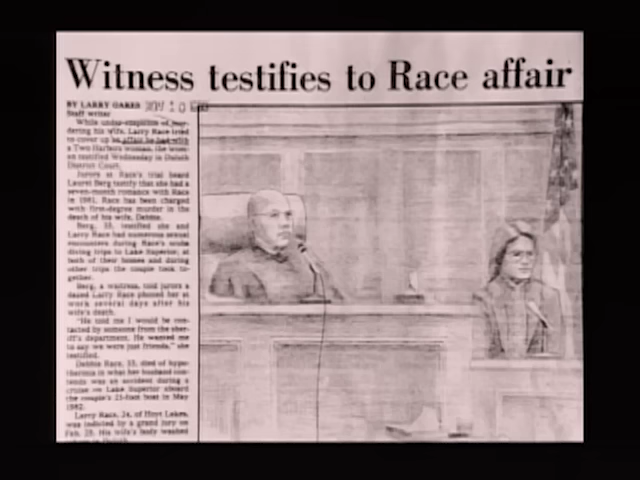 Witness testifies to Race affair
BY LARRY OAKES
Staff writer
While under suspicion of mur-
dering his wife, Larry Race tried
to cover up an affair he had with
a Two Harbors woman, the wom-
an testified Wednesday in Duluth
District Court.
Jurors at Race's trial heard
Laurel Berg testify that she had a
seven-month romance with Race
in 1981. Race has been charged
with first-degree murder in the
death of his wife, Debbie.
Berg, 33, testified she and
Larry Race had numerous sexual
encounters during Race's scuba
diving trips to Lake Superior, at
both of their homes and during
other trips the couple took to-
gether.
Berg, a waitress, told jurors a
dazed Larry Race phoned her at
work several days after his
wife's death.
"He told me I would be con-
tacted by someone from the sher-
iff's department. He wanted me
to say we were just friends," she
testified.
Debbie Race, 33, died of hypo-
thermia in what her husband con-
tends was an accident during a
cruise on Lake Superior aboard
the couple's 21-foot boat in May
1982.
Larry Race, 34, of Hoyt Lakes,
was indicted by a grand jury on
Feb. 23. His wife's body washed